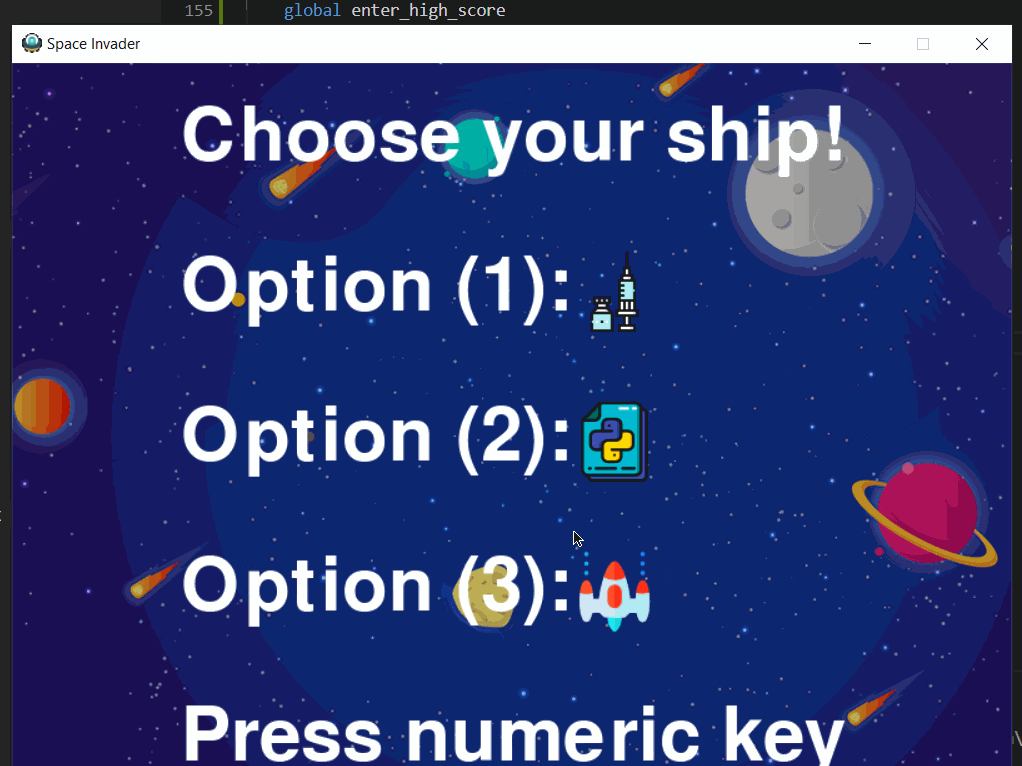 155 global enter_high_score
Space Invader
Choose your ship!
Option (1):
Option (2):
Option (3):
Press numeric key